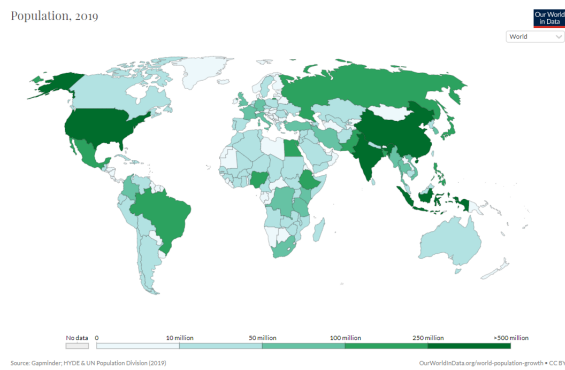 Population, 2019
Our World
in Data
World
No data
0
10 million
50 million
100 million
250 million
>500 million
Source: Gapminder, HYDE & UN Population Division (2019)
OurWorldInData.org/world-population-growth • CC BY